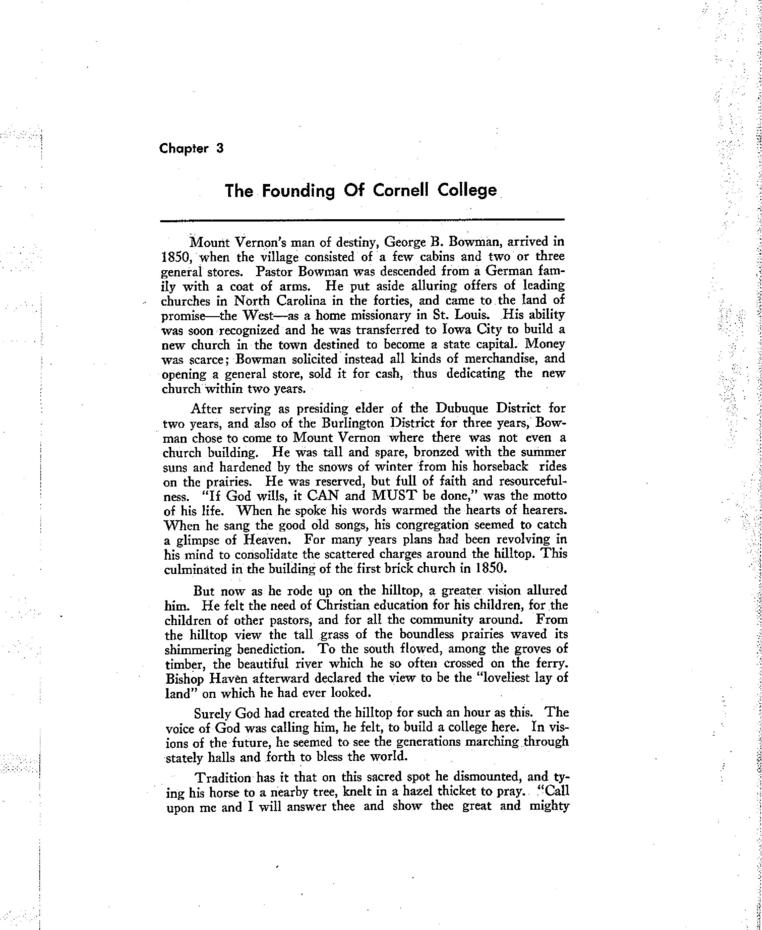 Chapter 3
The Founding Of Cornell College
Mount Vernon's man of destiny, George B. Bowman, arrived in
1850, when the village consisted of a few cabins and two or three
general stores. Pastor Bowman was descended from a German fam-
ily with a coat of arms. He put aside alluring offers of leading
churches in North Carolina in the forties, and came to the land of
promise—the West—as a home missionary in St. Louis. His ability
was soon recognized and he was transferred to Iowa City to build a
new church in the town destined to become a state capital. Money
was scarce; Bowman solicited instead all kinds of merchandise, and
opening a general store, sold it for cash, thus dedicating the new
church within two years.
After serving as presiding elder of the Dubuque District for
two years, and also of the Burlington District for three years, Bow-
man chose to come to Mount Vernon where there was not even a
church building. He was tall and spare, bronzed with the summer
suns and hardened by the snows of winter from his horseback rides
on the prairies. He was reserved, but full of faith and resourceful-
ness. "If God wills, it CAN and MUST be done," was the motto
of his life. When he spoke his words warmed the hearts of hearers.
When he sang the good old songs, his congregation seemed to catch
a glimpse of Heaven. For many years plans had been revolving in
his mind to consolidate the scattered charges around the hilltop. This
culminated in the building of the first brick church in 1850.
But now as he rode up on the hilltop, a greater vision allured
him. He felt the need of Christian education for his children, for the
children of other pastors, and for all the community around. From
the hilltop view the tall grass of the boundless prairies waved its
shimmering benediction. To the south flowed, among the groves of
timber, the beautiful river which he so often crossed on the ferry.
Bishop Haven afterward declared the view to be the "loveliest lay of
land" on which he had ever looked.
Surely God had created the hilltop for such an hour as this. The
voice of God was calling him, he felt, to build a college here. In vis-
ions of the future, he seemed to see the generations marching through
stately halls and forth to bless the world.
Tradition has it that on this sacred spot he dismounted, and ty-
ing his horse to a nearby tree, knelt in a hazel thicket to pray. "Call
upon me and I will answer thee and show thee great and mighty